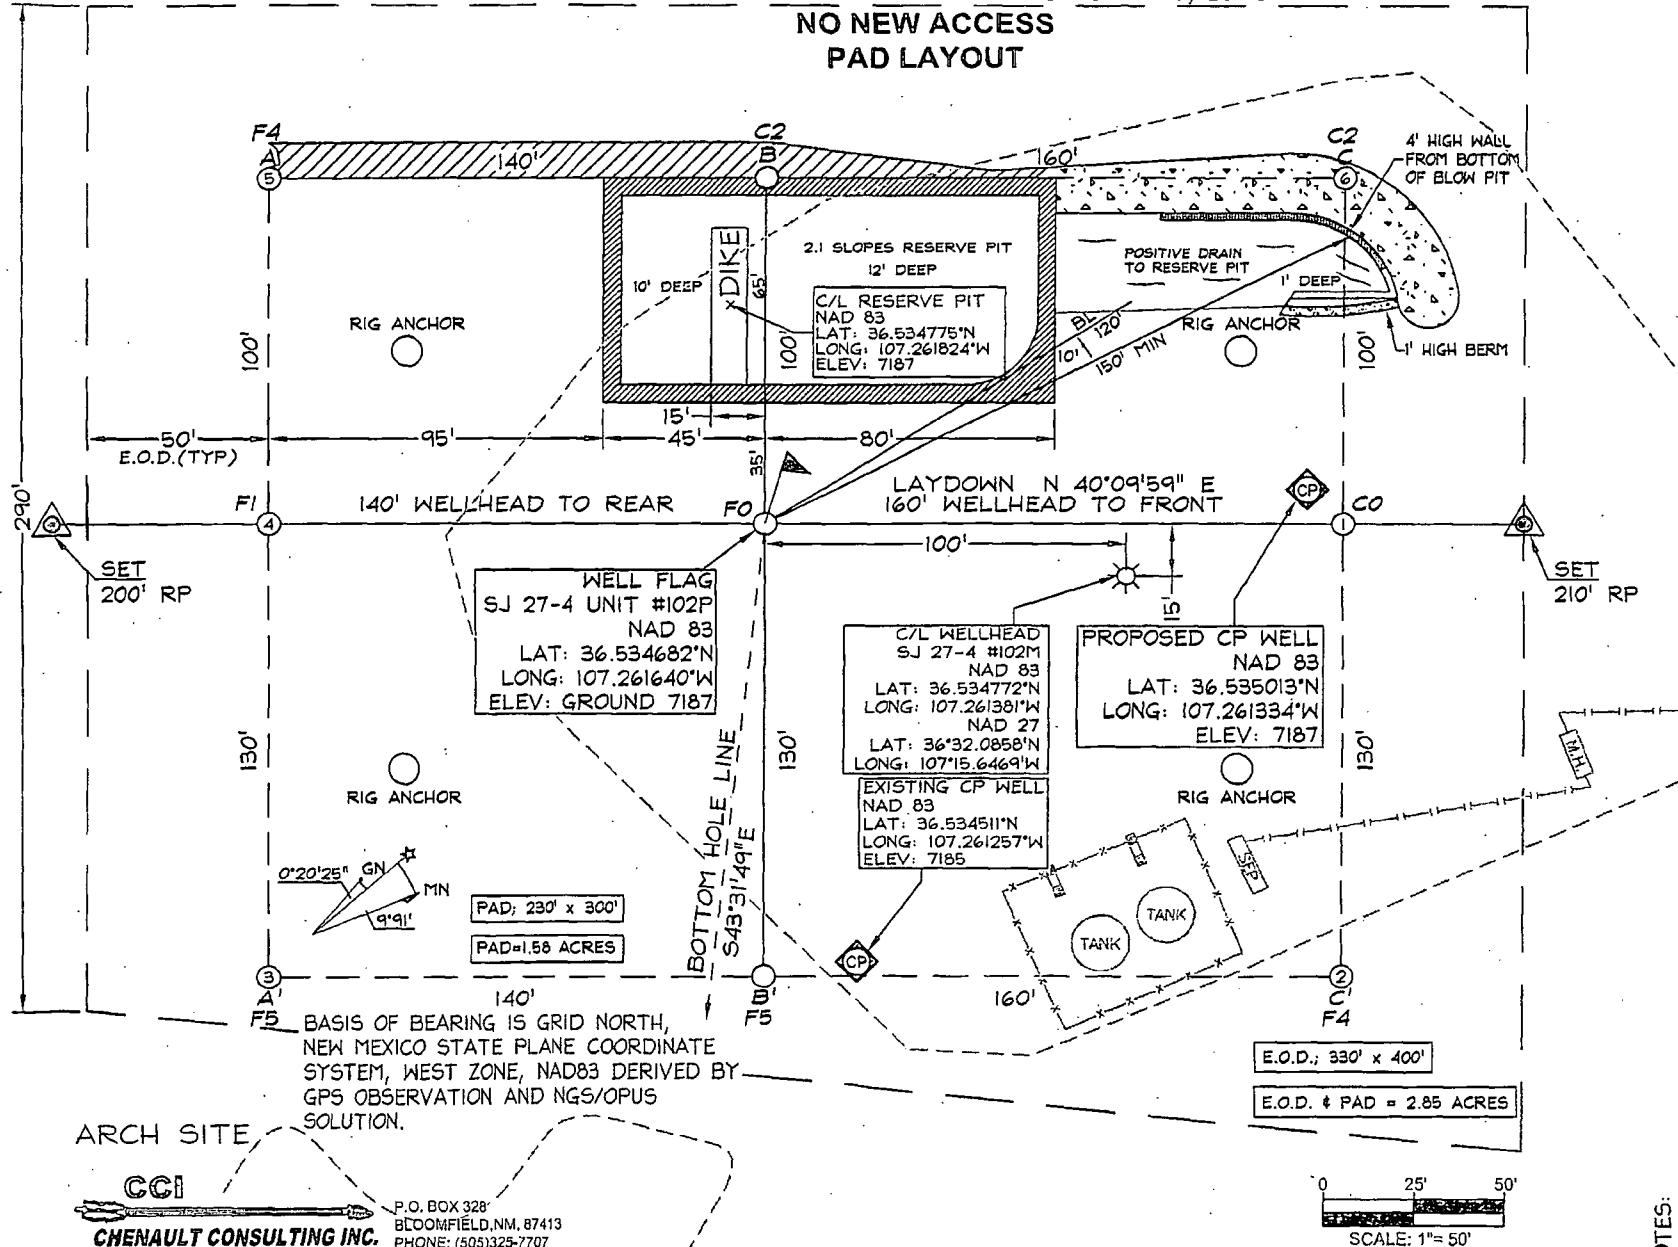 NO NEW ACCESS
PAD LAYOUT
F4
A
5
140'
C2
B
160'
C2
C
6
4' HIGH WALL
FROM BOTTOM
OF BLOW PIT
2.1 SLOPES RESERVE PIT
12' DEEP
10' DEEP
DIKE
65'
POSITIVE DRAIN
TO RESERVE PIT
1' DEEP
C/L RESERVE PIT
NAD 83
LAT: 36.534775°N
LONG: 107.261824°W
ELEV: 7187
RIG ANCHOR
RIG ANCHOR
100'
100'
100'
BL
120'
10'
150' MIN
1' HIGH BERM
15'
50'
E.O.D.(TYP)
95'
45'
80'
35'
290'
F1
4
140' WELLHEAD TO REAR
F0
LAYDOWN N 40°09'59" E
160' WELLHEAD TO FRONT
CP
1
C0
SET
200' RP
100'
15'
SET
210' RP
WELL FLAG
SJ 27-4 UNIT #102P
NAD 83
LAT: 36.534682°N
LONG: 107.261640°W
ELEV: GROUND 7187
C/L WELLHEAD
SJ 27-4 #102M
NAD 83
LAT: 36.534772°N
LONG: 107.261381°W
NAD 27
LAT: 36°32.0858'N
LONG: 107°15.6469'W
PROPOSED CP WELL
NAD 83
LAT: 36.535013°N
LONG: 107.261334°W
ELEV: 7187
EXISTING CP WELL
NAD 83
LAT: 36.534511°N
LONG: 107.261257°W
ELEV: 7185
130'
130'
130'
RIG ANCHOR
RIG ANCHOR
M.H.
SEP
TANK
TANK
BOTTOM HOLE LINE
S43°31'49"E
0°20'25"
GN
MN
9°91'
PAD; 230' x 300'
PAD=1.58 ACRES
CP
3
A'
F5
140'
B'
F5
160'
2
C'
F4
BASIS OF BEARING IS GRID NORTH,
NEW MEXICO STATE PLANE COORDINATE
SYSTEM, WEST ZONE, NAD83 DERIVED BY
GPS OBSERVATION AND NGS/OPUS
SOLUTION.
E.O.D.; 330' x 400'
E.O.D. & PAD = 2.85 ACRES
ARCH SITE
CCI
CHENAULT CONSULTING INC.
P.O. BOX 328
BLOOMFIELD,NM, 87413
PHONE: (505)325-7707
0 25' 50'
SCALE: 1"= 50'